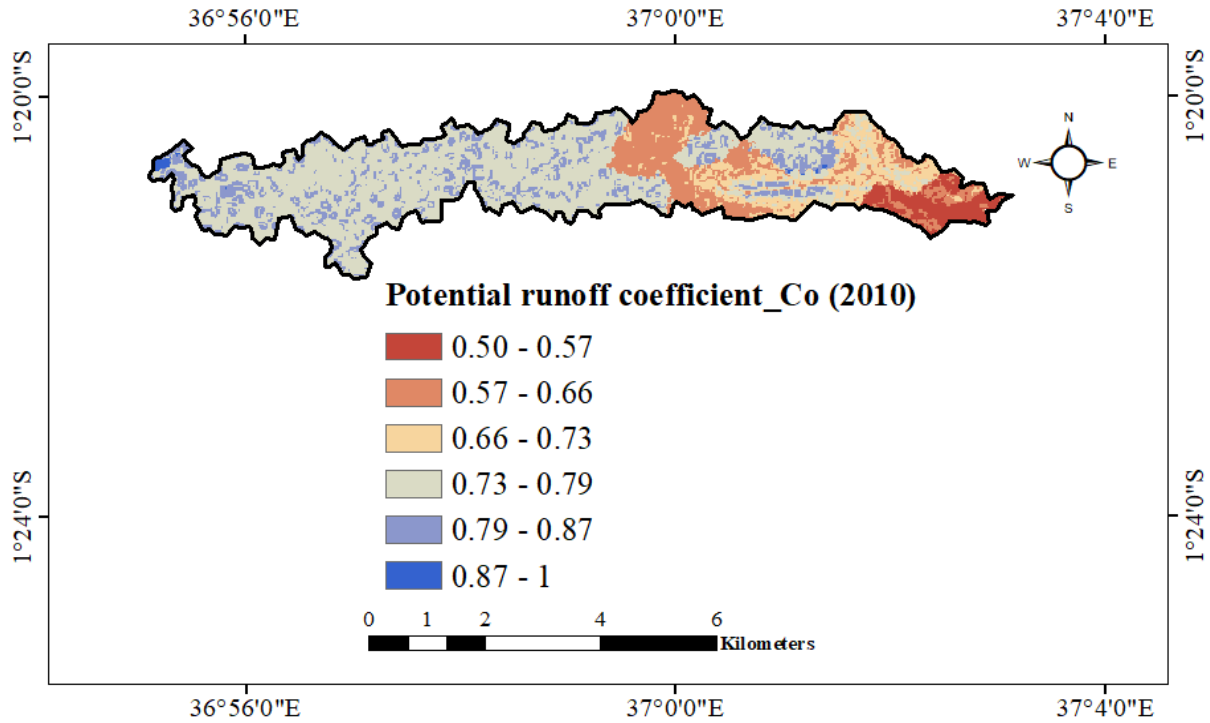 36°56'0"E 37°0'0"E 37°4'0"E
1°20'0"S 1°20'0"S
N
W E
S
Potential runoff coefficient_Co (2010)
0.50 - 0.57
0.57 - 0.66
0.66 - 0.73
0.73 - 0.79
0.79 - 0.87
0.87 - 1
1°24'0"S 1°24'0"S
0 1 2 4 6
Kilometers
36°56'0"E 37°0'0"E 37°4'0"E